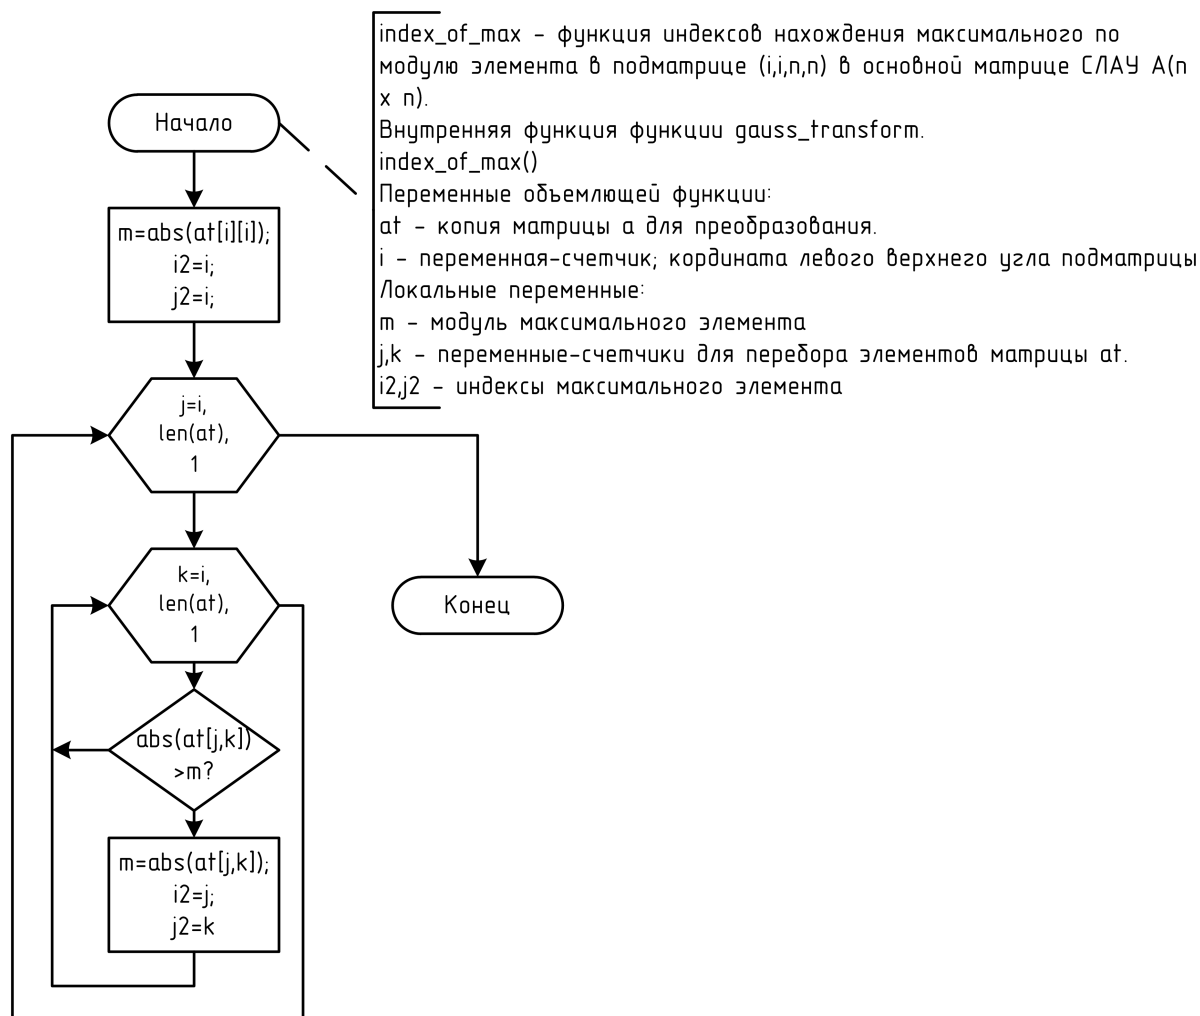 index_of_max – функция индексов нахождения максимального по
модулю элемента в подматрице (i,i,n,n) в основной матрице СЛАУ A(n
x n).
Внутренняя функция функции gauss_transform.
index_of_max()
Переменные объемлющей функции:
at – копия матрицы a для преобразования.
i – переменная-счетчик; кордината левого верхнего угла подматрицы
Локальные переменные:
m – модуль максимального элемента
j,k – переменные-счетчики для перебора элементов матрицы at.
i2,j2 – индексы максимального элемента
Начало
m=abs(at[i][i]);
i2=i;
j2=i;
j=i,
len(at),
1
k=i,
len(at),
1
Конец
abs(at[j,k])
>m?
m=abs(at[j,k]);
i2=j;
j2=k